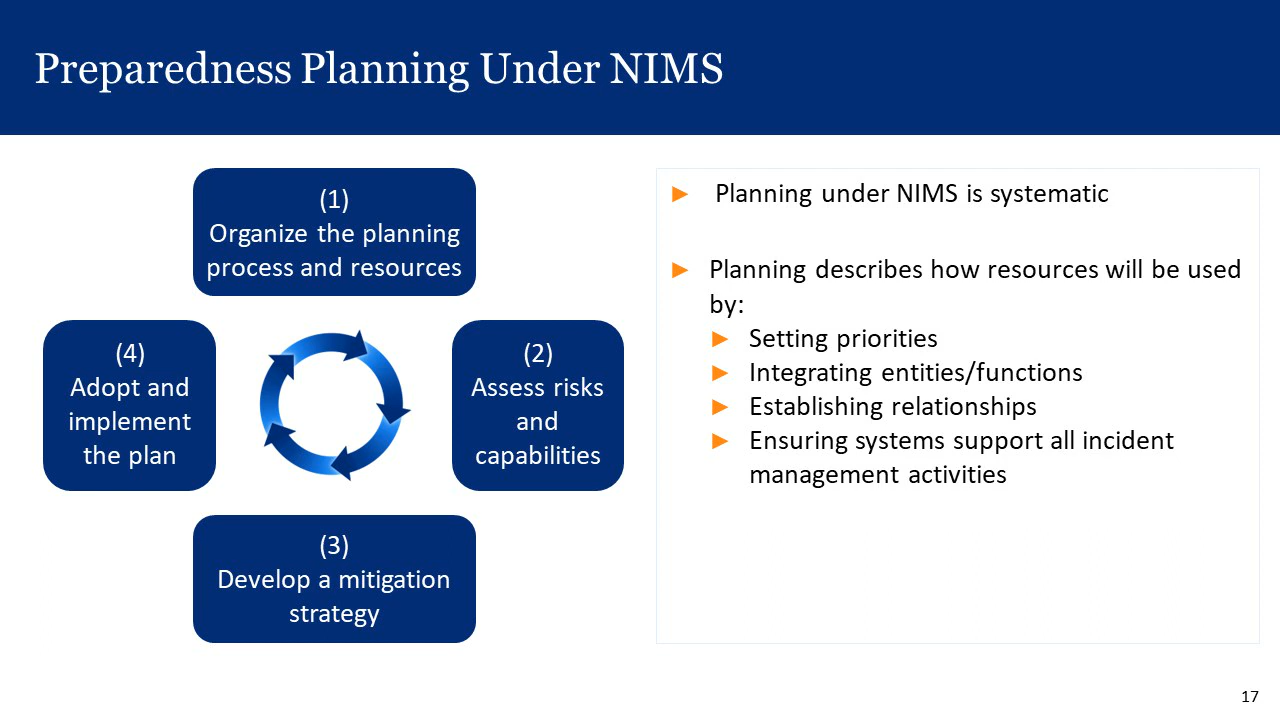 Preparedness Planning Under NIMS
(1)
Organize the planning
process and resources
(2)
Assess risks
and
capabilities
(3)
Develop a mitigation
strategy
(4)
Adopt and
implement
the plan
► Planning under NIMS is systematic
► Planning describes how resources will be used
by:
► Setting priorities
► Integrating entities/functions
► Establishing relationships
► Ensuring systems support all incident
management activities
17